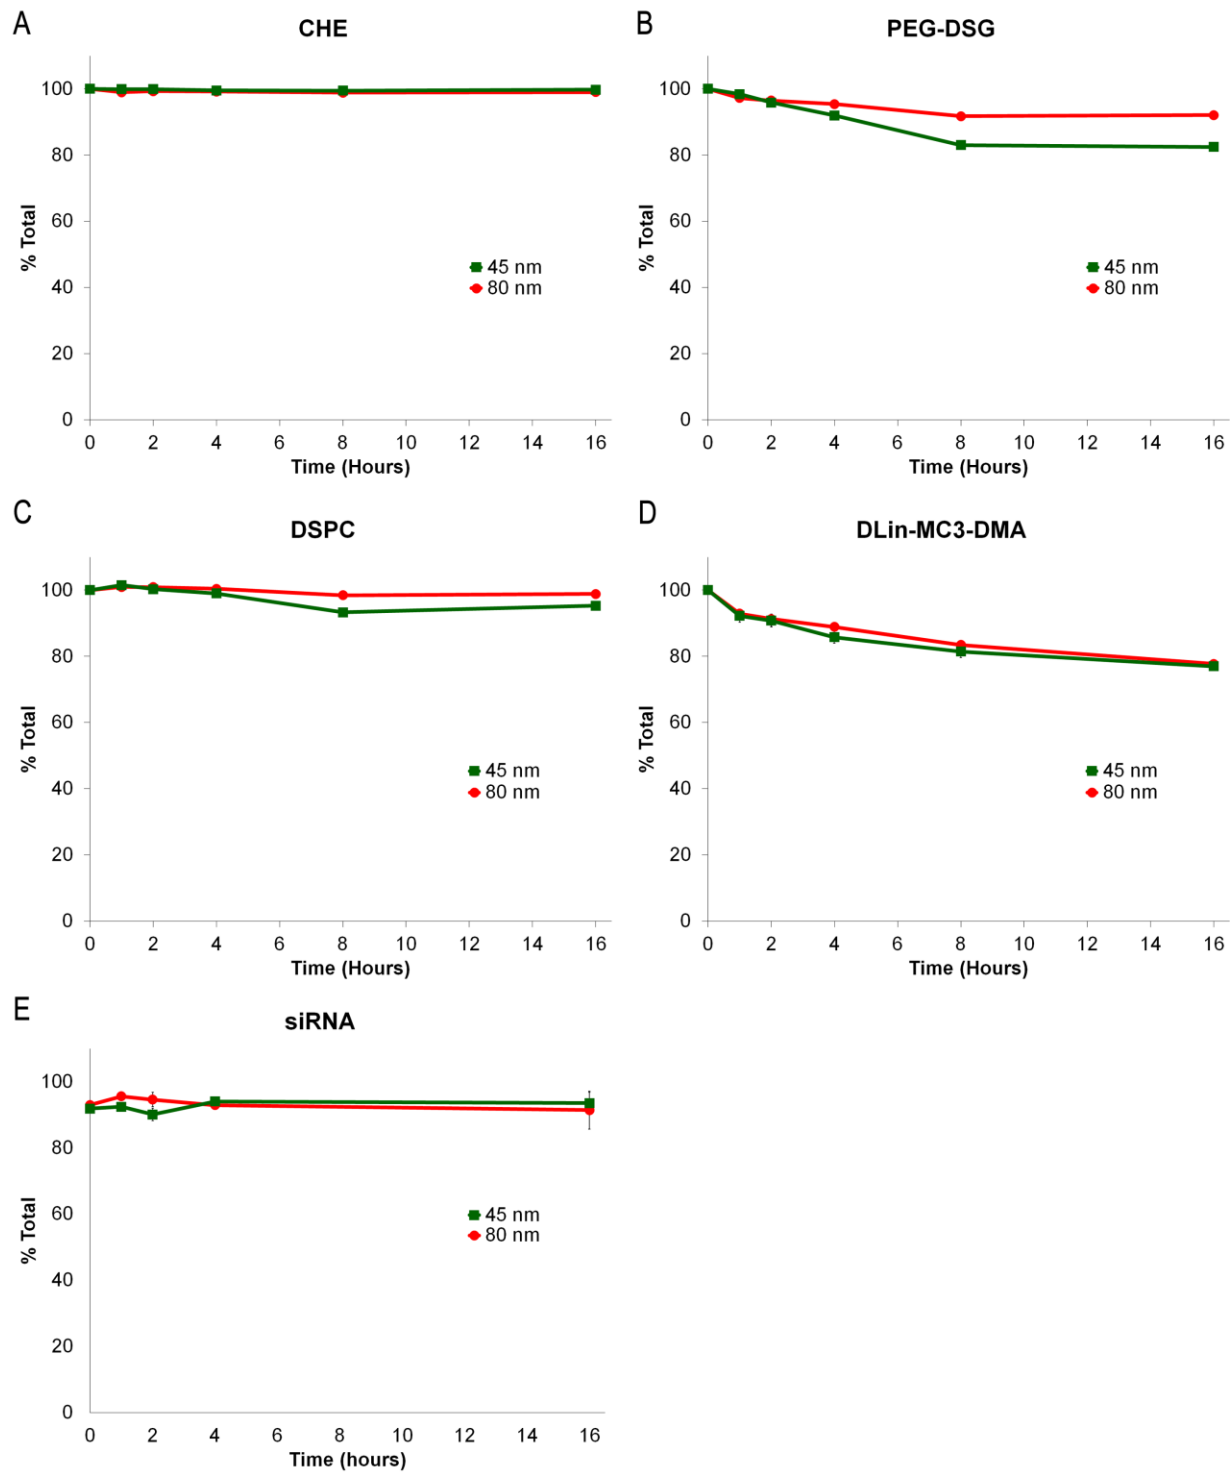 A
CHE
100
80
60
40
20
0
% Total
45 nm
80 nm
0 2 4 6 8 10 12 14 16
Time (Hours)
B
PEG-DSG
100
80
60
40
20
0
% Total
45 nm
80 nm
0 2 4 6 8 10 12 14 16
Time (Hours)
C
DSPC
100
80
60
40
20
0
% Total
45 nm
80 nm
0 2 4 6 8 10 12 14 16
Time (Hours)
D
DLin-MC3-DMA
100
80
60
40
20
0
% Total
45 nm
80 nm
0 2 4 6 8 10 12 14 16
Time (Hours)
E
siRNA
100
80
60
40
20
0
% Total
45 nm
80 nm
0 2 4 6 8 10 12 14 16
Time (hours)